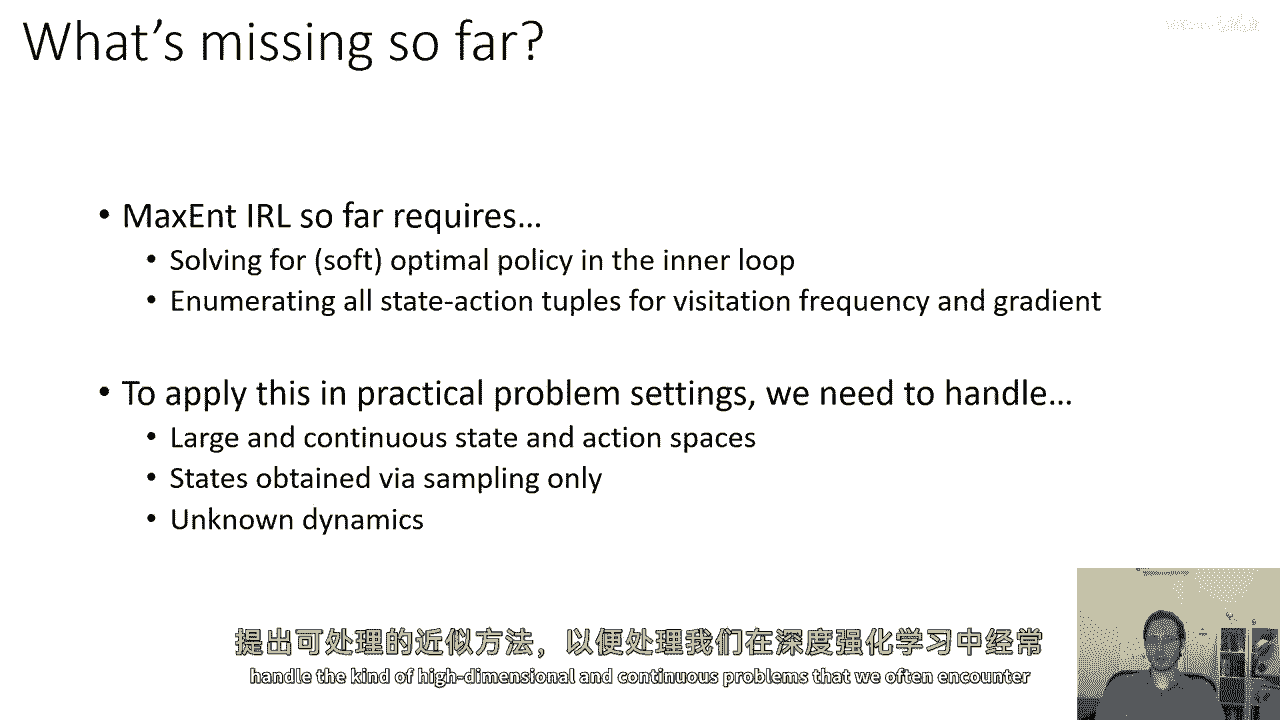 What's missing so far?
• MaxEnt IRL so far requires…
• Solving for (soft) optimal policy in the inner loop
• Enumerating all state-action tuples for visitation frequency and gradient
• To apply this in practical problem settings, we need to handle…
• Large and continuous state and action spaces
• States obtained via sampling only
• Unknown dynamics
提出可处理的近似方法，以便处理我们在深度强化学习中经常
handle the kind of high-dimensional and continuous problems that we often encounter